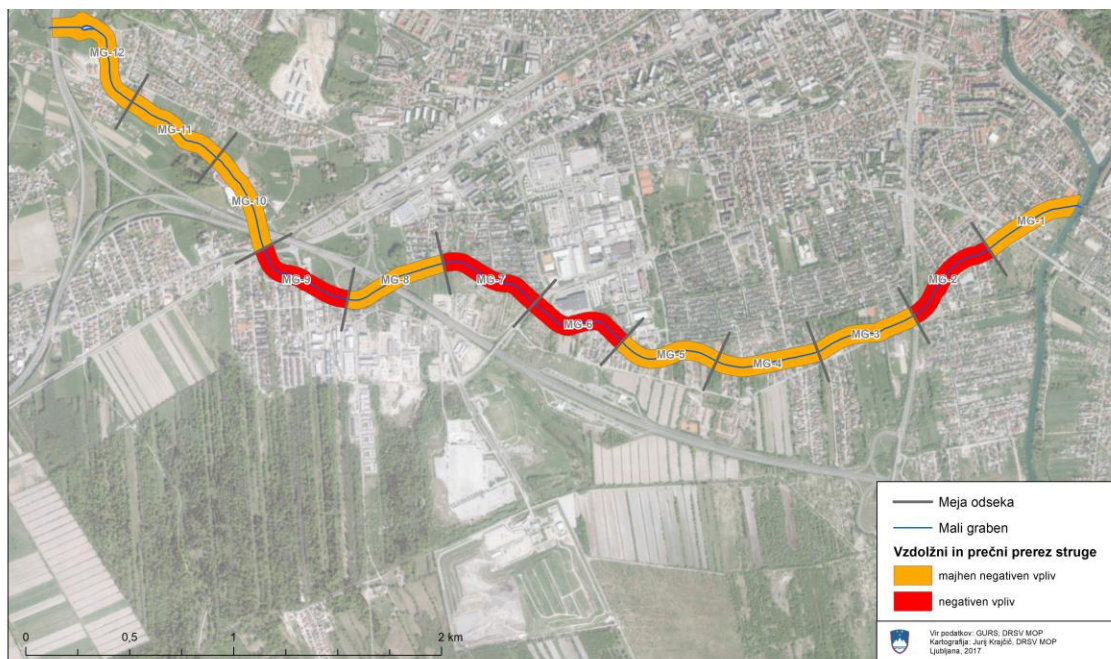 MG-12
MG-11
MG-10
MG-9
MG-8
MG-7
MG-6
MG-5
MG-4
MG-3
MG-2
MG-1
Meja odseka
Mali graben
Vzdolžni in prečni prerez struge
majhen negativen vpliv
negativen vpliv
Vir podatkov: GURS; DRSV MOP
Kartografija: Jurij Krajčič, DRSV MOP
Ljubljana, 2017
0 0,5 1 2 km